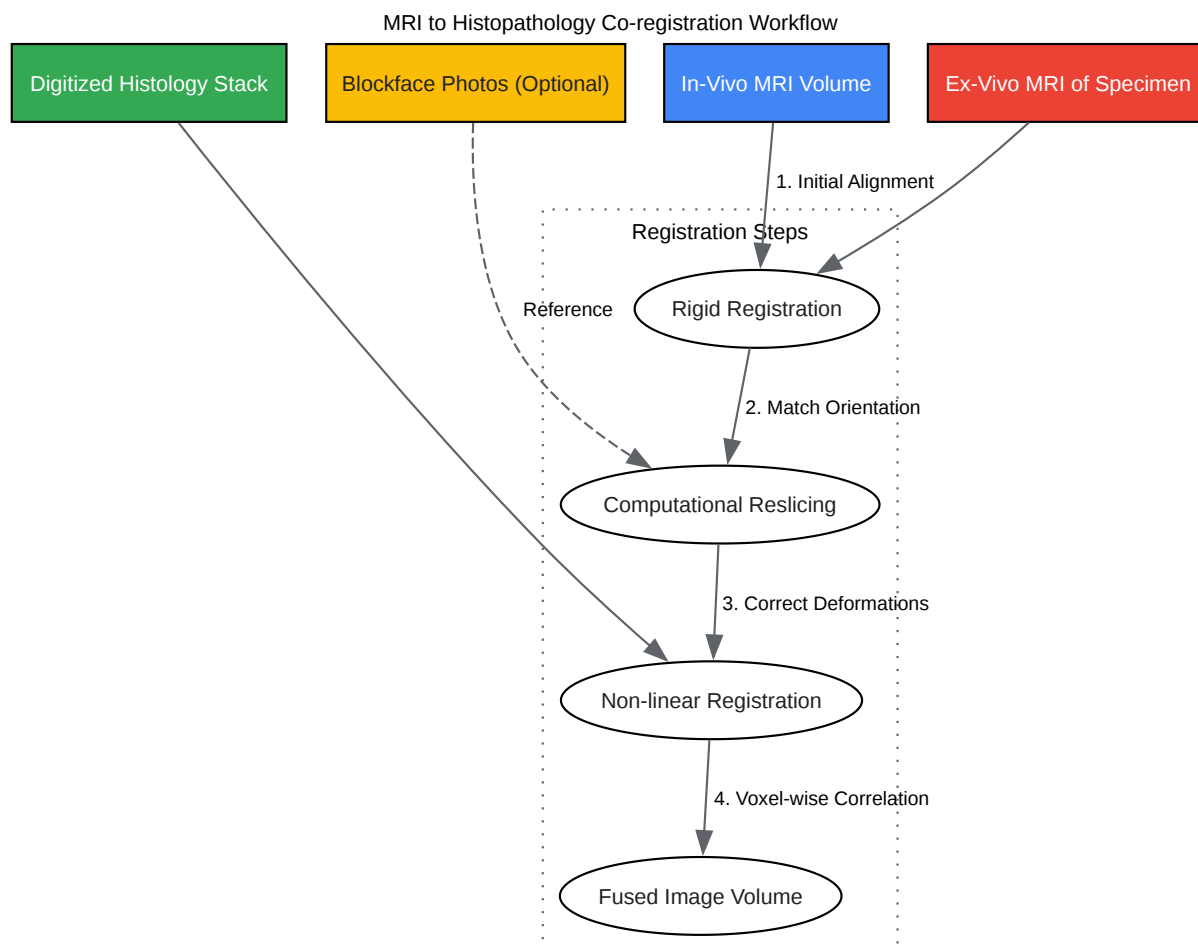 MRI to Histopathology Co-registration Workflow
Digitized Histology Stack
Blockface Photos (Optional)
In-Vivo MRI Volume
Ex-Vivo MRI of Specimen
1. Initial Alignment
Registration Steps
Reference
Rigid Registration
2. Match Orientation
Computational Reslicing
3. Correct Deformations
Non-linear Registration
4. Voxel-wise Correlation
Fused Image Volume